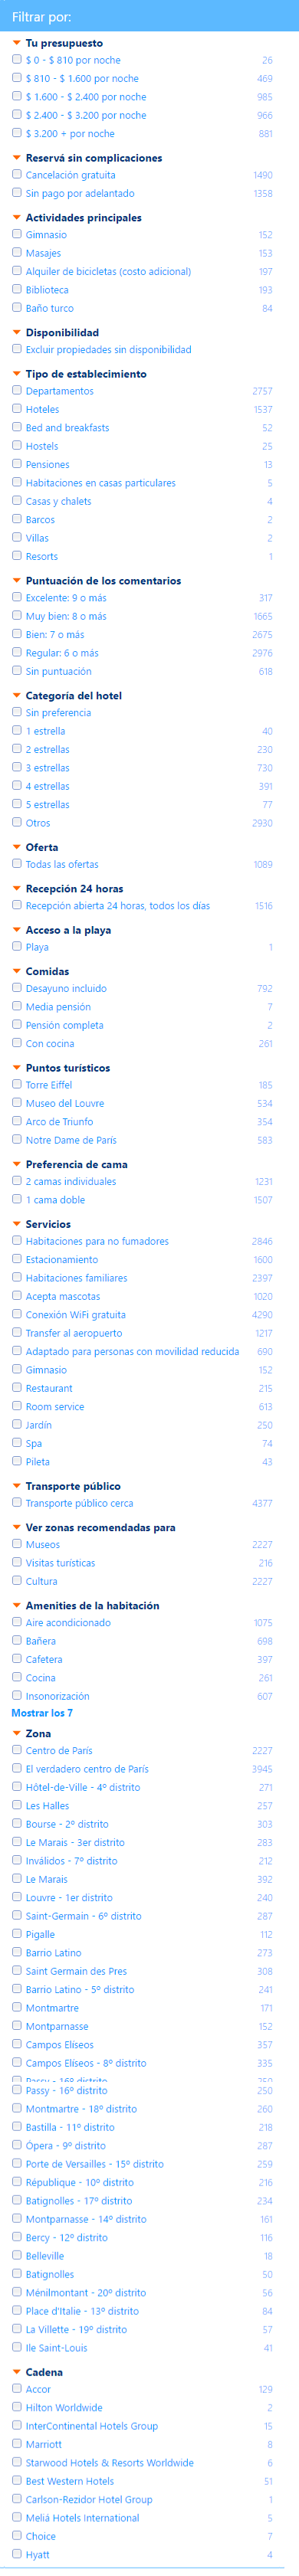 Filtrar por:
Tu presupuesto
$ 0 - $ 810 por noche 26
$ 810 - $ 1.600 por noche 469
$ 1.600 - $ 2.400 por noche 985
$ 2.400 - $ 3.200 por noche 966
$ 3.200 + por noche 881
Reservá sin complicaciones
Cancelación gratuita 1490
Sin pago por adelantado 1358
Actividades principales
Gimnasio 152
Masajes 153
Alquiler de bicicletas (costo adicional) 197
Biblioteca 193
Baño turco 84
Disponibilidad
Excluir propiedades sin disponibilidad
Tipo de establecimiento
Departamentos 2757
Hoteles 1537
Bed and breakfasts 52
Hostels 25
Pensiones 13
Habitaciones en casas particulares 5
Casas y chalets 4
Barcos 2
Villas 2
Resorts 1
Puntuación de los comentarios
Excelente: 9 o más 317
Muy bien: 8 o más 1665
Bien: 7 o más 2675
Regular: 6 o más 2976
Sin puntuación 618
Categoría del hotel
Sin preferencia
1 estrella 40
2 estrellas 230
3 estrellas 730
4 estrellas 391
5 estrellas 77
Otros 2930
Oferta
Todas las ofertas 1089
Recepción 24 horas
Recepción abierta 24 horas, todos los días 1516
Acceso a la playa
Playa 1
Comidas
Desayuno incluido 792
Media pensión 7
Pensión completa 2
Con cocina 261
Puntos turísticos
Torre Eiffel 185
Museo del Louvre 534
Arco de Triunfo 354
Notre Dame de París 583
Preferencia de cama
2 camas individuales 1231
1 cama doble 1507
Servicios
Habitaciones para no fumadores 2846
Estacionamiento 1600
Habitaciones familiares 2397
Acepta mascotas 1020
Conexión WiFi gratuita 4290
Transfer al aeropuerto 1217
Adaptado para personas con movilidad reducida 690
Gimnasio 152
Restaurant 215
Room service 613
Jardín 250
Spa 74
Pileta 43
Transporte público
Transporte público cerca 4377
Ver zonas recomendadas para
Museos 2227
Visitas turísticas 216
Cultura 2227
Amenities de la habitación
Aire acondicionado 1075
Bañera 698
Cafetera 397
Cocina 261
Insonorización 607
Mostrar los 7
Zona
Centro de París 2227
El verdadero centro de París 3945
Hôtel-de-Ville - 4º distrito 271
Les Halles 257
Bourse - 2º distrito 303
Le Marais - 3er distrito 283
Inválidos - 7º distrito 212
Le Marais 392
Louvre - 1er distrito 240
Saint-Germain - 6º distrito 287
Pigalle 112
Barrio Latino 273
Saint Germain des Pres 308
Barrio Latino - 5º distrito 241
Montmartre 171
Montparnasse 152
Campos Elíseos 357
Campos Elíseos - 8º distrito 335
Passy - 16º distrito 250
Passy - 16º distrito 250
Montmartre - 18º distrito 260
Bastilla - 11º distrito 218
Ópera - 9º distrito 287
Porte de Versailles - 15º distrito 259
République - 10º distrito 216
Batignolles - 17º distrito 234
Montparnasse - 14º distrito 161
Bercy - 12º distrito 116
Belleville 18
Batignolles 50
Ménilmontant - 20º distrito 56
Place d'Italie - 13º distrito 84
La Villette - 19º distrito 57
Ile Saint-Louis 41
Cadena
Accor 129
Hilton Worldwide 2
InterContinental Hotels Group 15
Marriott 8
Starwood Hotels & Resorts Worldwide 6
Best Western Hotels 51
Carlson-Rezidor Hotel Group 1
Meliá Hotels International 5
Choice 7
Hyatt 4